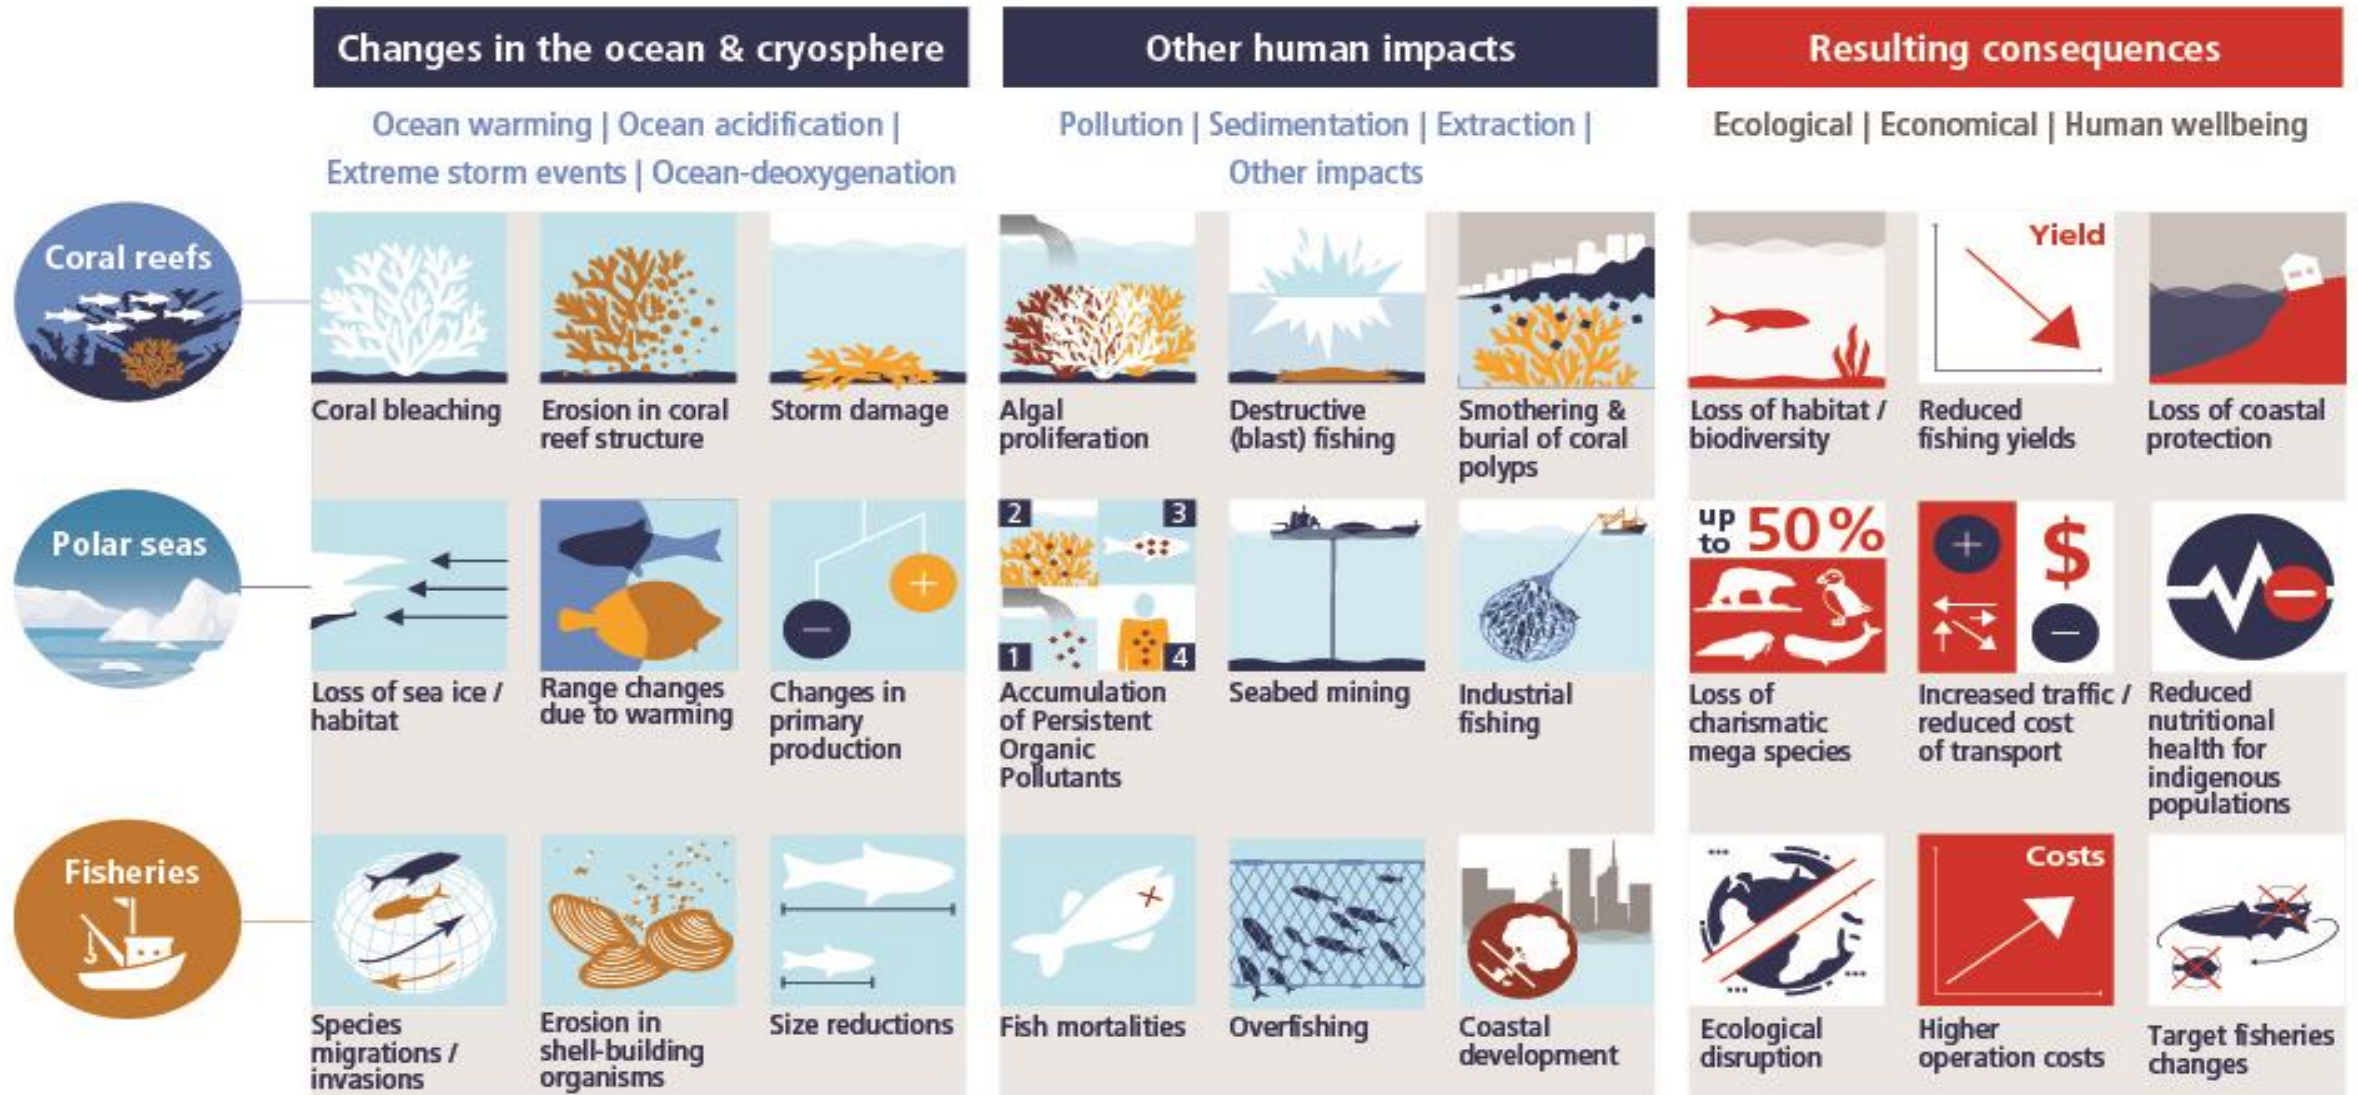 Changes in the ocean & cryosphere
Other human impacts
Resulting consequences
Ocean warming | Ocean acidification |
Extreme storm events | Ocean-deoxygenation
Pollution | Sedimentation | Extraction |
Other impacts
Ecological | Economical | Human wellbeing
Coral reefs
Yield
Coral bleaching
Erosion in coral
reef structure
Storm damage
Algal
proliferation
Destructive
(blast) fishing
Smothering &
burial of coral
polyps
Loss of habitat /
biodiversity
Reduced
fishing yields
Loss of coastal
protection
Polar seas
+
−
2
3
1
4
up
to 50%
+
$
−
−
Loss of sea ice /
habitat
Range changes
due to warming
Changes in
primary
production
Accumulation
of Persistent
Organic
Pollutants
Seabed mining
Industrial
fishing
Loss of
charismatic
mega species
Increased traffic /
reduced cost
of transport
Reduced
nutritional
health for
indigenous
populations
Fisheries
Costs
Species
migrations /
invasions
Erosion in
shell-building
organisms
Size reductions
Fish mortalities
Overfishing
Coastal
development
Ecological
disruption
Higher
operation costs
Target fisheries
changes